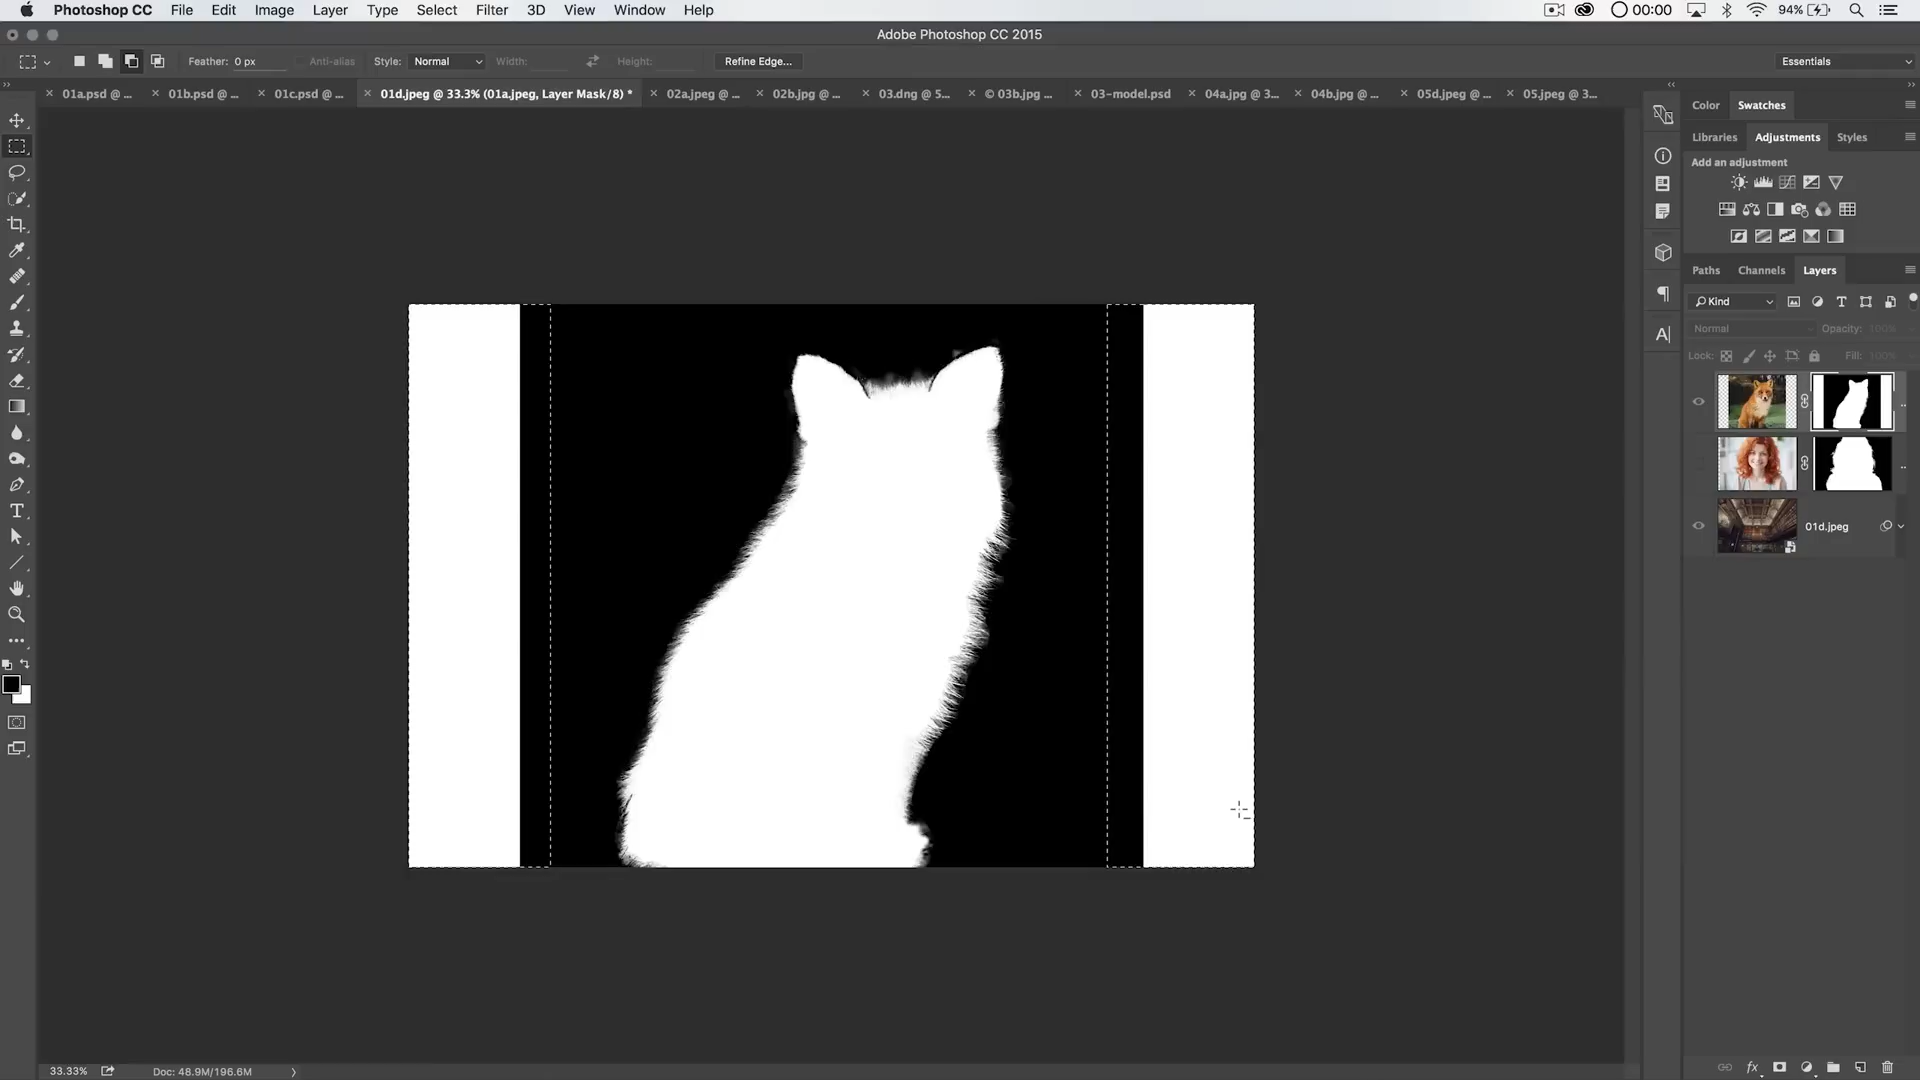 Photoshop CC File Edit Image Layer Type Select Filter 3D View Window Help 00:00 94%
Adobe Photoshop CC 2015
Feather: 0 px Anti-alias Style: Normal Width: Height: Refine Edge... Essentials
01a.psd @ ... 01b.psd @ ... 01c.psd @ ... 01d.jpeg @ 33.3% (01a.jpeg, Layer Mask/8) * 02a.jpeg @ ... 02b.jpg @ ... 03.dng @ 5... © 03b.jpg ... 03-model.psd 04a.jpg @ 3... 04b.jpg @ ... 05d.jpeg @ ... 05.jpeg @ 3...
Color Swatches
Libraries Adjustments Styles
Add an adjustment
Paths Channels Layers
Kind
Normal Opacity: 100%
Lock: Fill: 100%
01d.jpeg
33.33% Doc: 48.9M/196.6M